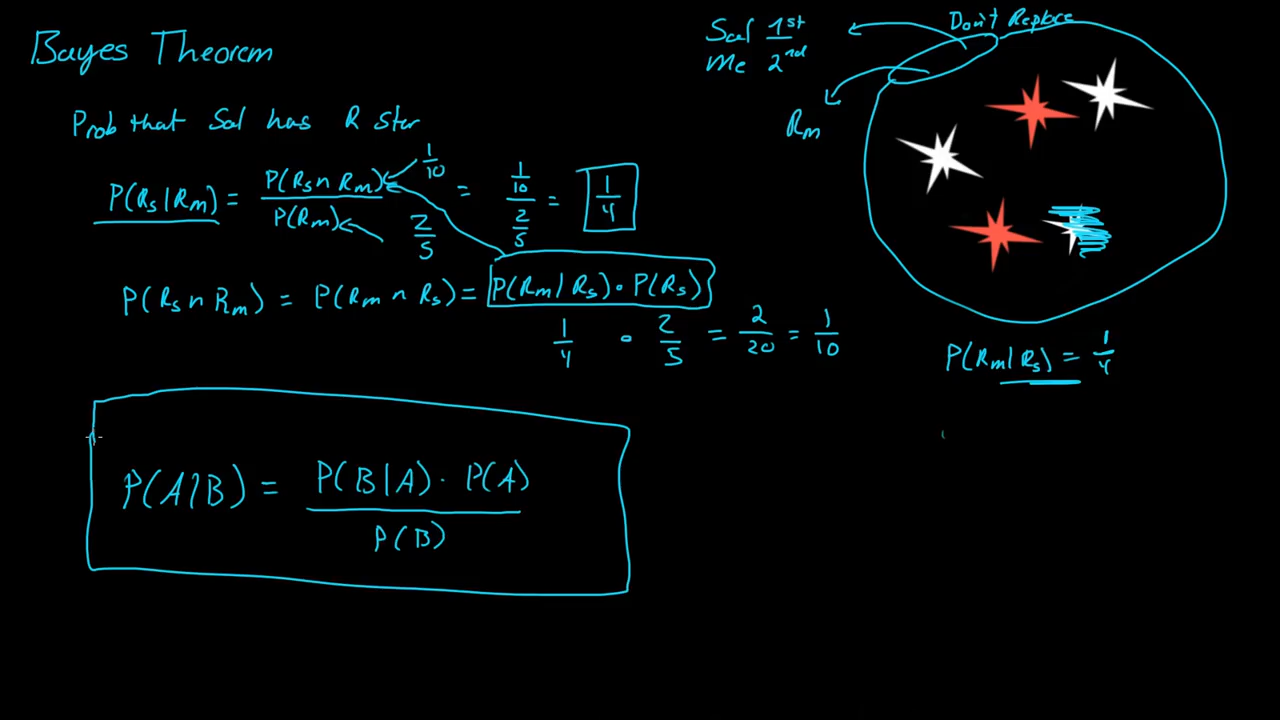 Bayes Theorem
Sal 1st
Me 2nd
Don't Replace
Rm
Prob that Sal has R Star
P(Rs|Rm) = P(Rs∩Rm) / P(Rm) = 1/10 / 2/5 = 1/4
1/10
2/5
P(Rs∩Rm) = P(Rm∩Rs) = P(Rm|Rs)·P(Rs)
1/4 · 2/5 = 2/20 = 1/10
P(Rm|Rs) = 1/4
P(A|B) = P(B|A)·P(A) / P(B)